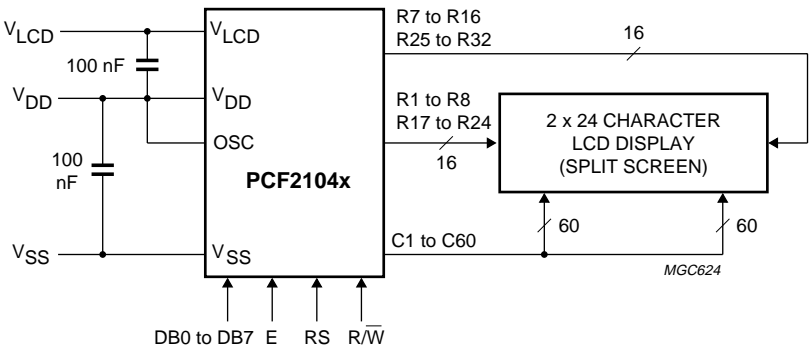 VLCD
100 nF
VDD
100
nF
VSS
VLCD
VDD
OSC
PCF2104x
VSS
R7 to R16
R25 to R32
16
R1 to R8
R17 to R24
16
2 x 24 CHARACTER
LCD DISPLAY
(SPLIT SCREEN)
C1 to C60
60
60
MGC624
DB0 to DB7 E RS R/W̅